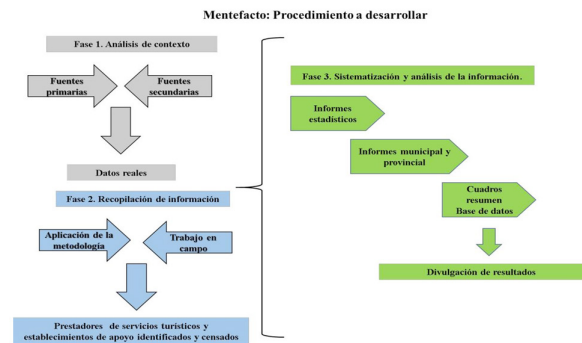 Mentefacto: Procedimiento a desarrollar
Fase 1. Análisis de contexto
Fuentes
primarias
Fuentes
secundarias
Datos reales
Fase 2. Recopilación de información
Aplicación de la
metodología
Trabajo en
campo
Prestadores de servicios turísticos y
establecimientos de apoyo identificados y censados
Fase 3. Sistematización y análisis de la información.
Informes
estadísticos
Informes municipal y
provincial
Cuadros
resumen
Base de datos
Divulgación de resultados